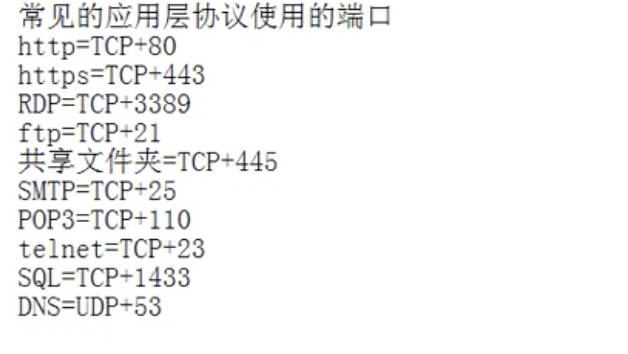 常见的应用层协议使用的端口
http=TCP+80
https=TCP+443
RDP=TCP+3389
ftp=TCP+21
共享文件夹=TCP+445
SMTP=TCP+25
POP3=TCP+110
telnet=TCP+23
SQL=TCP+1433
DNS=UDP+53